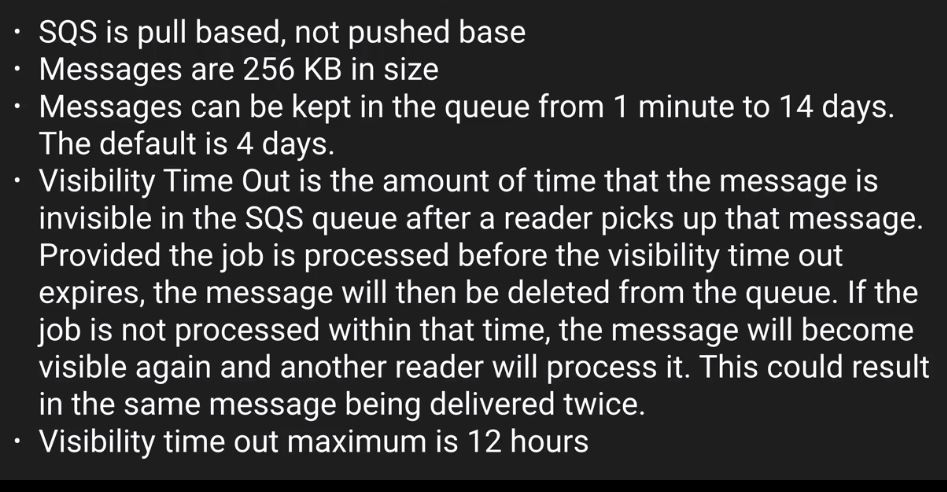 • SQS is pull based, not pushed base
• Messages are 256 KB in size
• Messages can be kept in the queue from 1 minute to 14 days.
The default is 4 days.
• Visibility Time Out is the amount of time that the message is
invisible in the SQS queue after a reader picks up that message.
Provided the job is processed before the visibility time out
expires, the message will then be deleted from the queue. If the
job is not processed within that time, the message will become
visible again and another reader will process it. This could result
in the same message being delivered twice.
• Visibility time out maximum is 12 hours